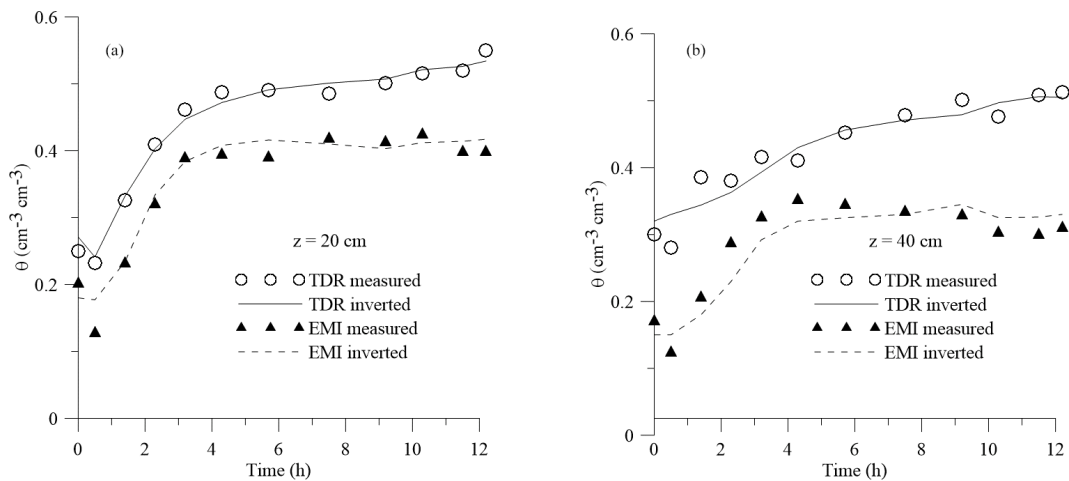 (a)
0.6
0.4
0.2
0
θ (cm⁻³ cm⁻³)
z = 20 cm
TDR measured
TDR inverted
EMI measured
EMI inverted
0 2 4 6 8 10 12
Time (h)
(b)
0.6
0.4
0.2
0
θ (cm⁻³ cm⁻³)
z = 40 cm
TDR measured
TDR inverted
EMI measured
EMI inverted
0 2 4 6 8 10 12
Time (h)